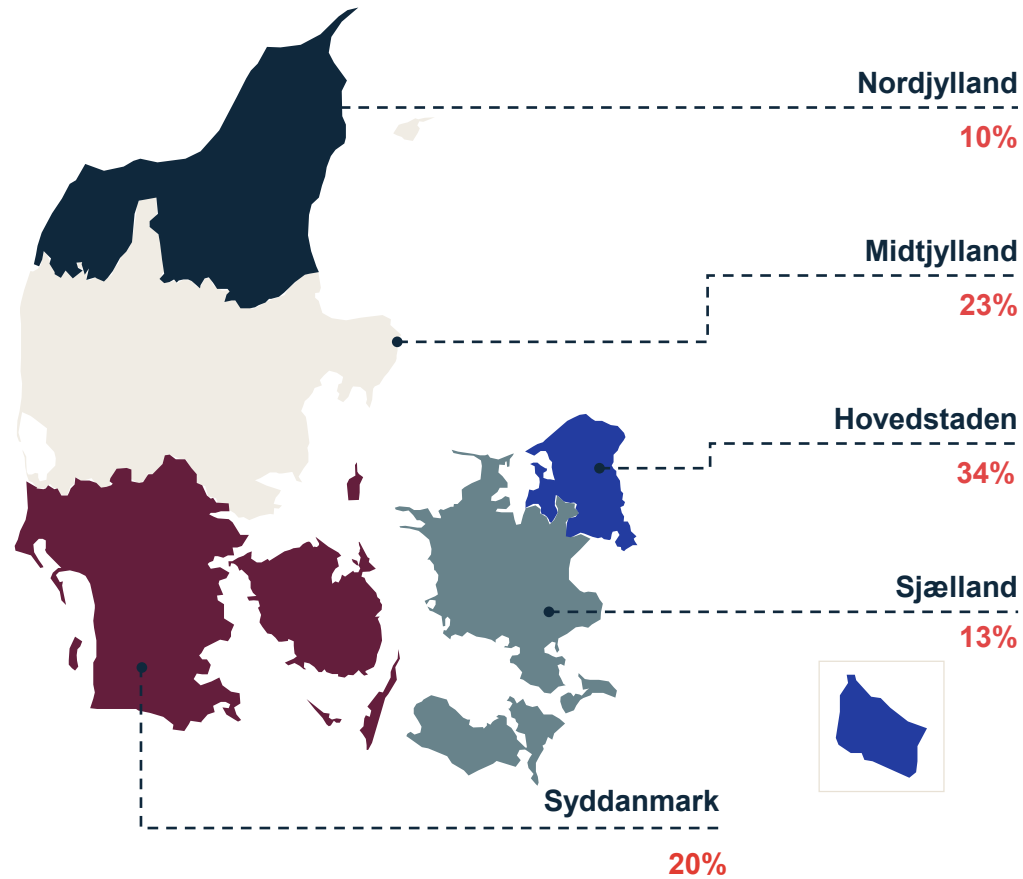 Nordjylland
10%
Midtjylland
23%
Hovedstaden
34%
Sjælland
13%
Syddanmark
20%